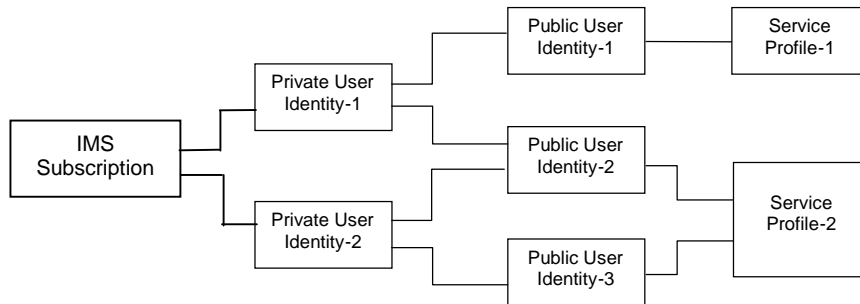 Public User
Identity-1
Service
Profile-1
Private User
Identity-1
IMS
Subscription
Public User
Identity-2
Service
Profile-2
Private User
Identity-2
Public User
Identity-3